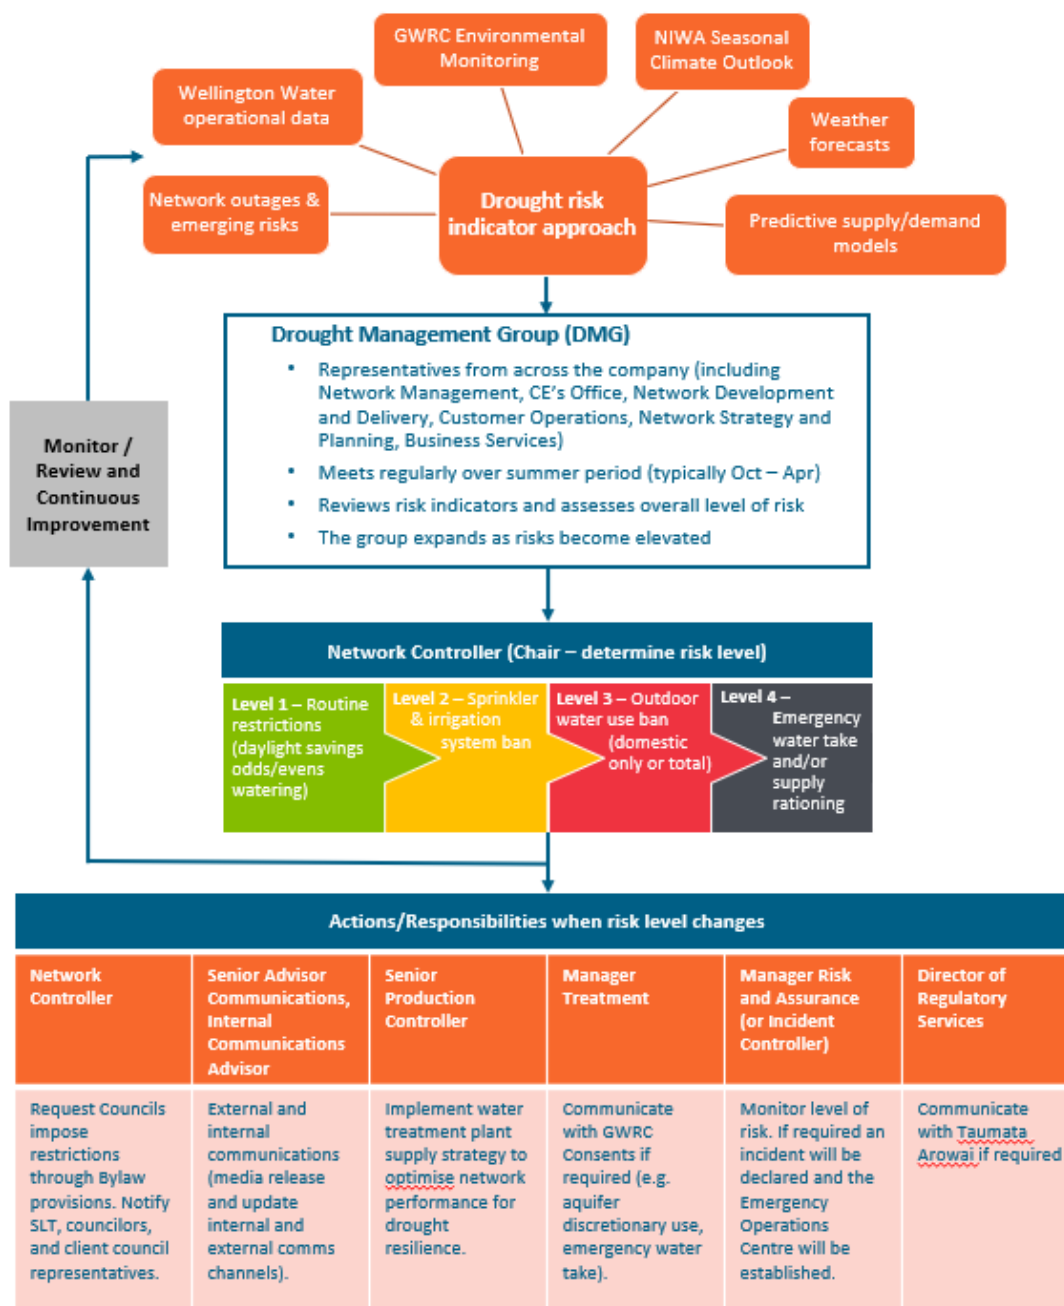 GWRC Environmental
Monitoring
NIWA Seasonal
Climate Outlook
Wellington Water
operational data
Weather
forecasts
Network outages &
emerging risks
Drought risk
indicator approach
Predictive supply/demand
models
Drought Management Group (DMG)
• Representatives from across the company (including
Network Management, CE's Office, Network Development
and Delivery, Customer Operations, Network Strategy and
Planning, Business Services)
• Meets regularly over summer period (typically Oct – Apr)
• Reviews risk indicators and assesses overall level of risk
• The group expands as risks become elevated
Monitor /
Review and
Continuous
Improvement
Network Controller (Chair – determine risk level)
Level 1 – Routine
restrictions
(daylight savings
odds/evens
watering)
Level 2 – Sprinkler
& irrigation
system ban
Level 3 – Outdoor
water use ban
(domestic
only or total)
Level 4 –
Emergency
water take
and/or
supply
rationing
Actions/Responsibilities when risk level changes
Network
Controller
Senior Advisor
Communications,
Internal
Communications
Advisor
Senior
Production
Controller
Manager
Treatment
Manager Risk
and Assurance
(or Incident
Controller)
Director of
Regulatory
Services
Request Councils
impose
restrictions
through Bylaw
provisions. Notify
SLT, councilors,
and client council
representatives.
External and
internal
communications
(media release
and update
internal and
external comms
channels).
Implement water
treatment plant
supply strategy to
optimise network
performance for
drought
resilience.
Communicate
with GWRC
Consents if
required (e.g.
aquifer
discretionary use,
emergency water
take).
Monitor level of
risk. If required an
incident will be
declared and the
Emergency
Operations
Centre will be
established.
Communicate
with Taumata
Arowai if required